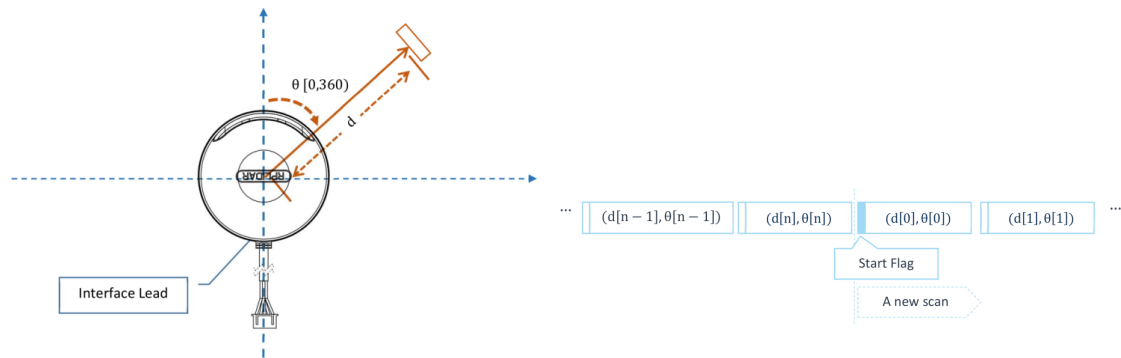 θ [0,360)
d
RPLIDAR
Interface Lead
... (d[n − 1], θ[n − 1]) (d[n], θ[n]) (d[0], θ[0]) (d[1], θ[1]) ...
Start Flag
A new scan